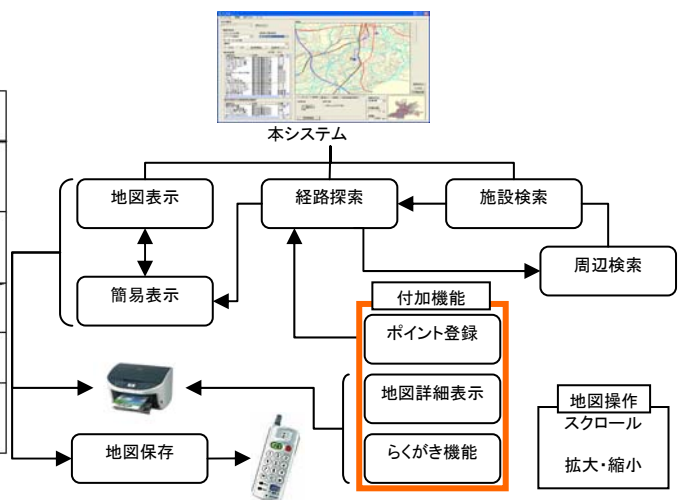 本システム
地図表示
経路探索
施設検索
周辺検索
簡易表示
付加機能
ポイント登録
地図詳細表示
らくがき機能
地図保存
地図操作
スクロール
拡大・縮小